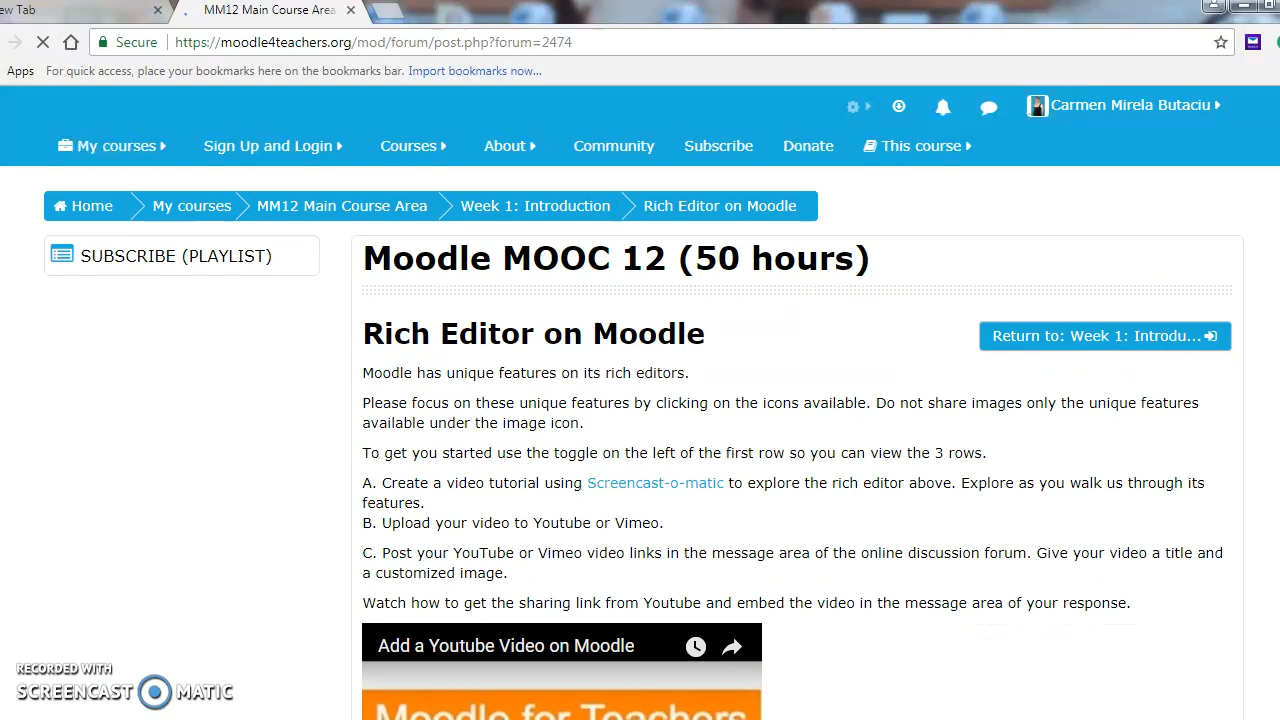 ew Tab
MM12 Main Course Area
Secure https://moodle4teachers.org/mod/forum/post.php?forum=2474
Apps For quick access, place your bookmarks here on the bookmarks bar. Import bookmarks now...
Carmen Mirela Butaciu
My courses Sign Up and Login Courses About Community Subscribe Donate This course
Home My courses MM12 Main Course Area Week 1: Introduction Rich Editor on Moodle
SUBSCRIBE (PLAYLIST)
Moodle MOOC 12 (50 hours)
Rich Editor on Moodle
Return to: Week 1: Introdu...
Moodle has unique features on its rich editors.
Please focus on these unique features by clicking on the icons available. Do not share images only the unique features
available under the image icon.
To get you started use the toggle on the left of the first row so you can view the 3 rows.
A. Create a video tutorial using Screencast-o-matic to explore the rich editor above. Explore as you walk us through its
features.
B. Upload your video to Youtube or Vimeo.
C. Post your YouTube or Vimeo video links in the message area of the online discussion forum. Give your video a title and
a customized image.
Watch how to get the sharing link from Youtube and embed the video in the message area of your response.
Add a Youtube Video on Moodle
Moodle for Teachers
RECORDED WITH
SCREENCAST MATIC